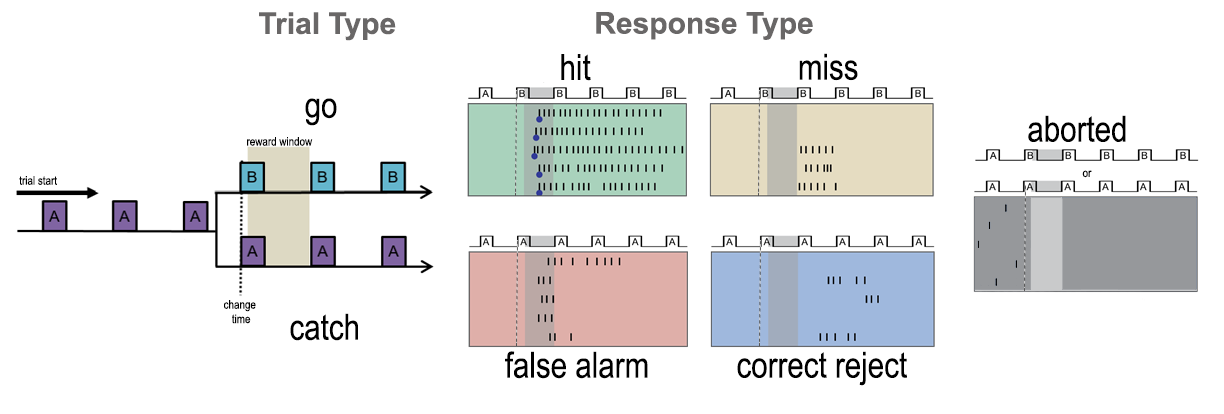 Trial Type
Response Type
go
reward window
trial start
B B B
A A A
A A A
change
time
catch
hit
A B B B B B
miss
A B B B B B
false alarm
A A A A A A
correct reject
A A A A A A
aborted
A B B B B B
or
A A A A A A